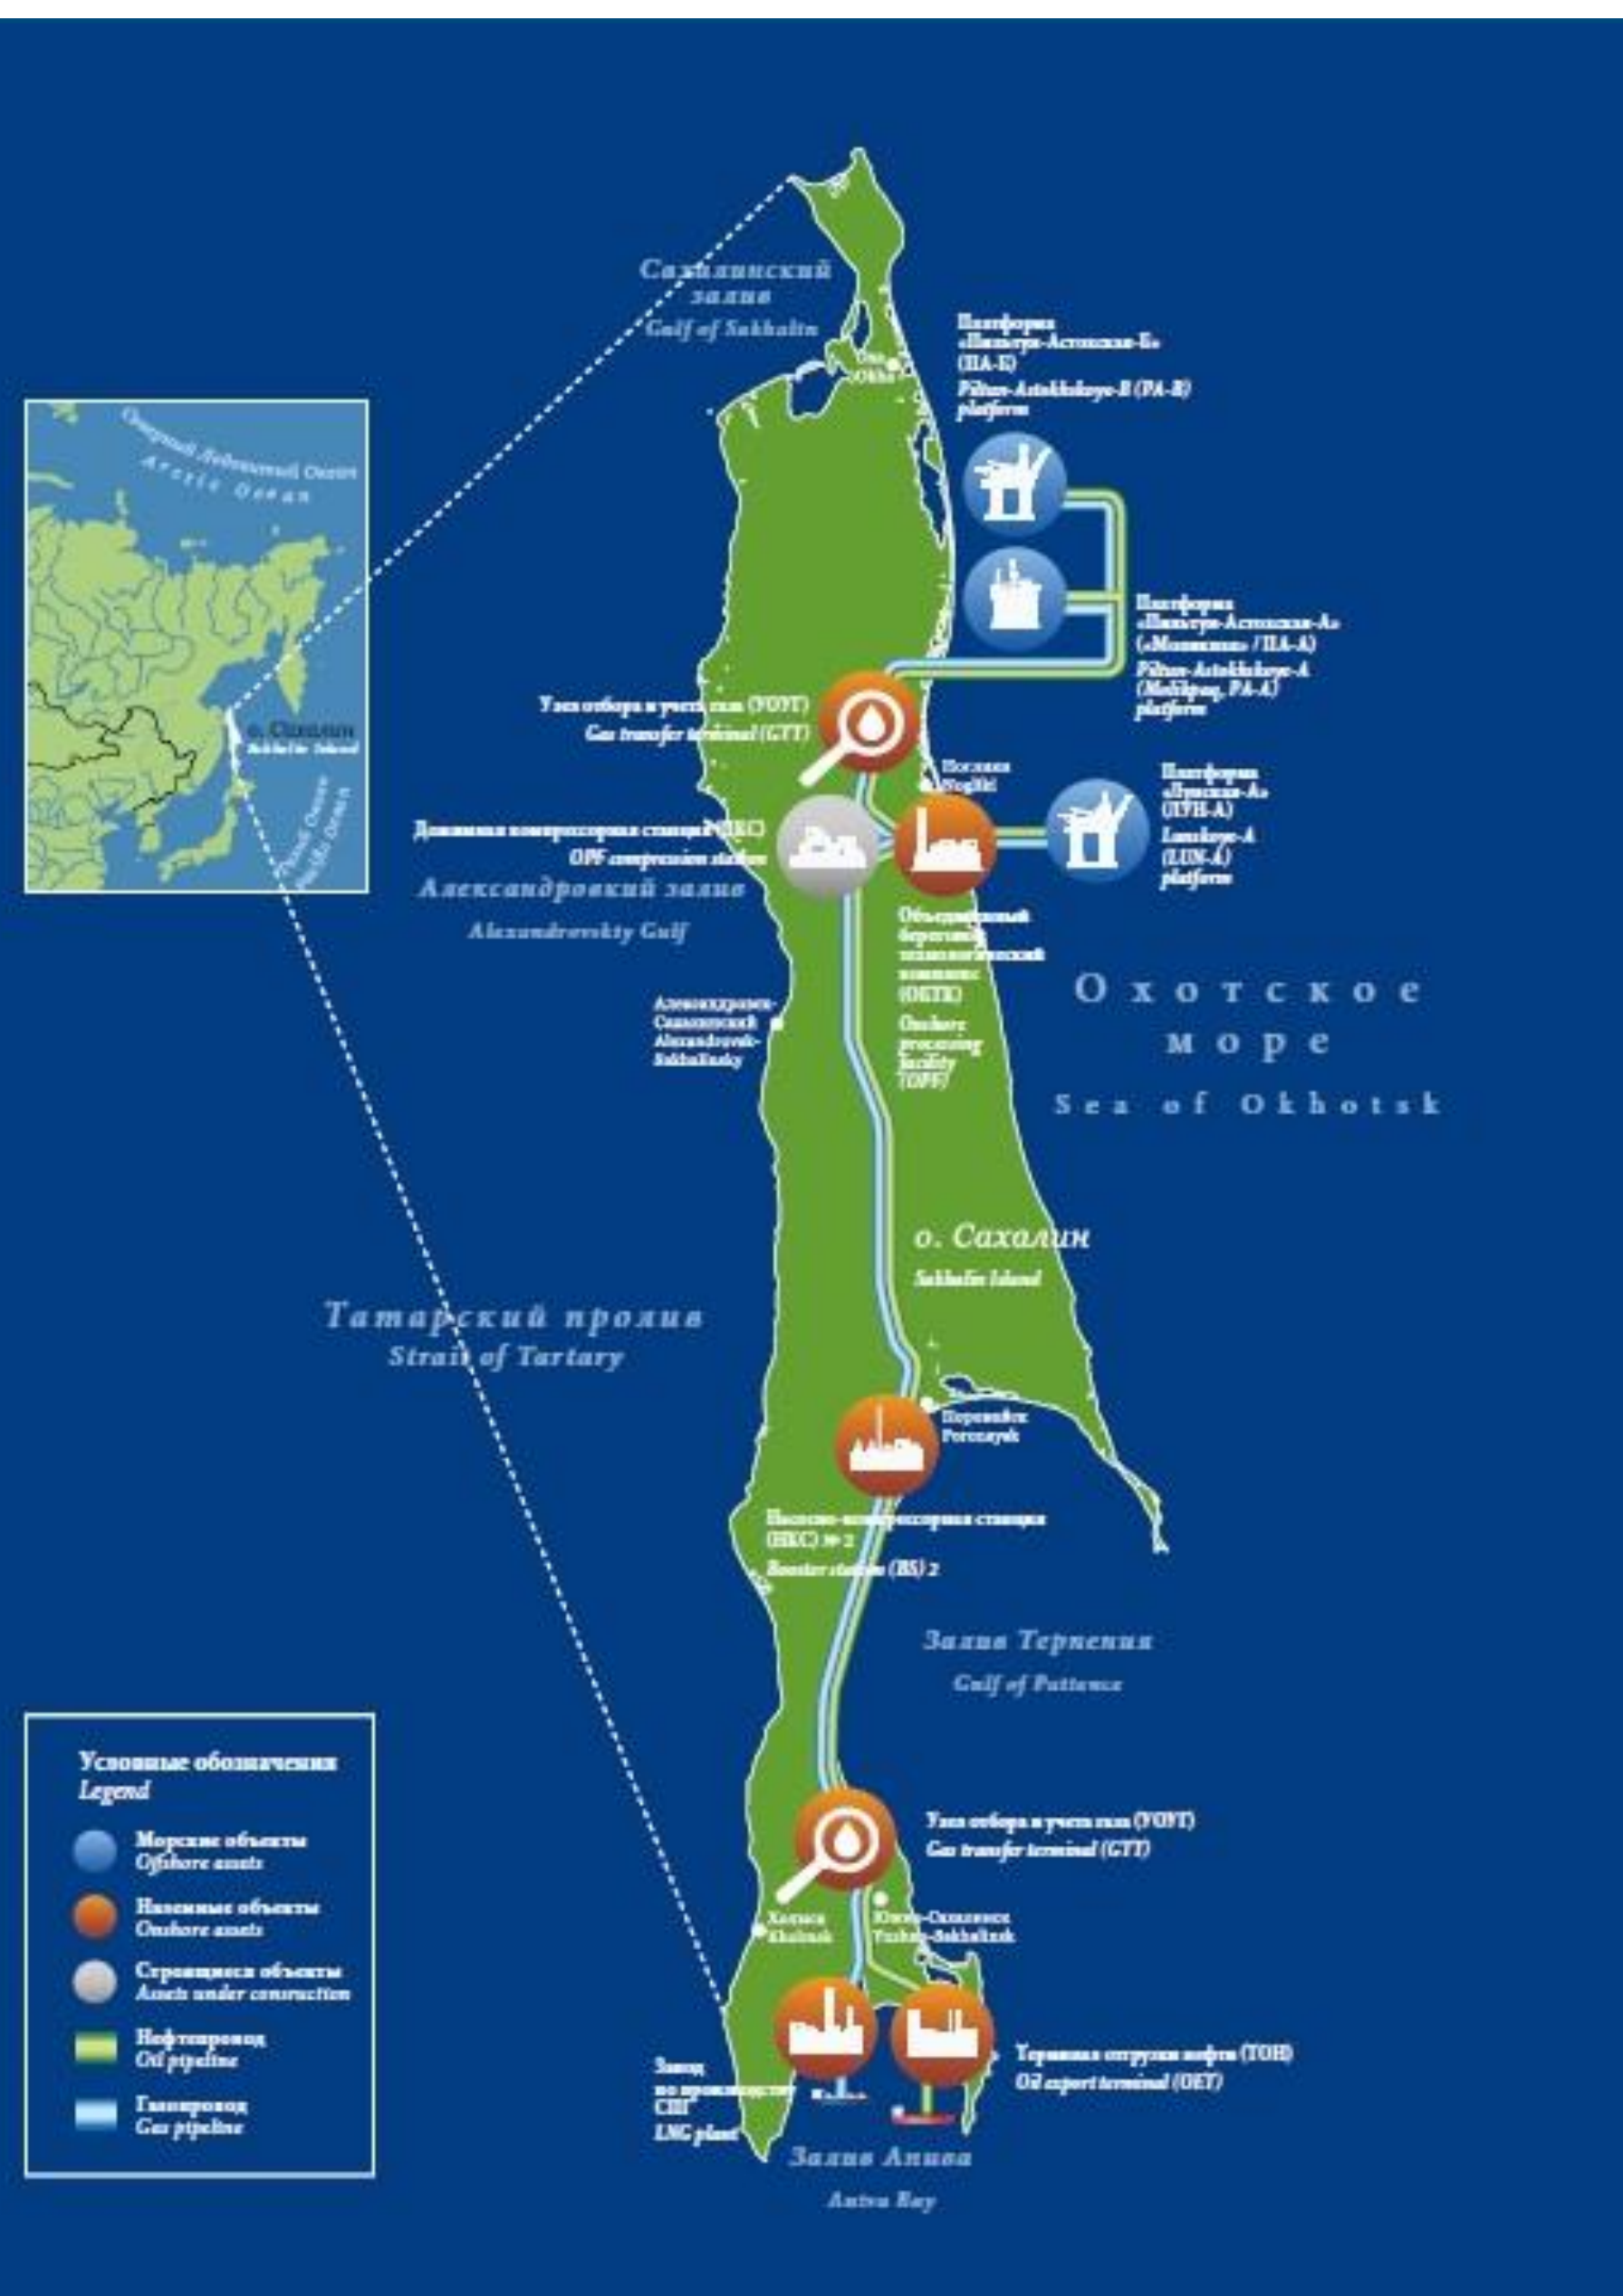 Сахалинский
залив
Gulf of Sakhalin
Платформа
«Пильтун-Астохская-Б»
(ПА-Б)
Piltun-Astokhskoye-B (PA-B)
platform
Оха
Okha
Северный Ледовитый Океан
Arctic Ocean
о. Сахалин
Sakhalin Island
Тихий Океан
Pacific Ocean
Платформа
«Пильтун-Астохская-А»
(«Моликпак» / ПА-А)
Piltun-Astokhskoye-A
(Molikpaq, PA-A)
platform
Узел отбора и учета газа (УОУГ)
Gas transfer terminal (GTT)
Ноглики
Nogliki
Платформа
«Лунская-А»
(ЛУН-А)
Lunskoye-A
(LUN-A)
platform
Дожимная компрессорная станция (ДКС)
OPF compression station
Александровкий залив
Alexandrovskiy Gulf
Объединенный
береговой
технологический
комплекс
(ОБТК)
Onshore
processing
facility
(OPF)
Александровск-
Сахалинский
Alexandrovsk-
Sakhalinsky
Охотское
море
Sea of Okhotsk
о. Сахалин
Sakhalin Island
Татарский пролив
Strait of Tartary
Поронайск
Poronaysk
Насосно-компрессорная станция
(НКС) № 2
Booster station (BS) 2
Залив Терпения
Gulf of Patience
Узел отбора и учета газа (УОУГ)
Gas transfer terminal (GTT)
Холмск
Kholmsk
Южно-Сахалинск
Yuzhno-Sakhalinsk
Завод
по производству
СПГ
LNG plant
Терминал отгрузки нефти (ТОН)
Oil export terminal (OET)
Залив Анива
Aniva Bay
Условные обозначения
Legend
Морские объекты
Offshore assets
Наземные объекты
Onshore assets
Строящиеся объекты
Assets under construction
Нефтепровод
Oil pipeline
Газопровод
Gas pipeline